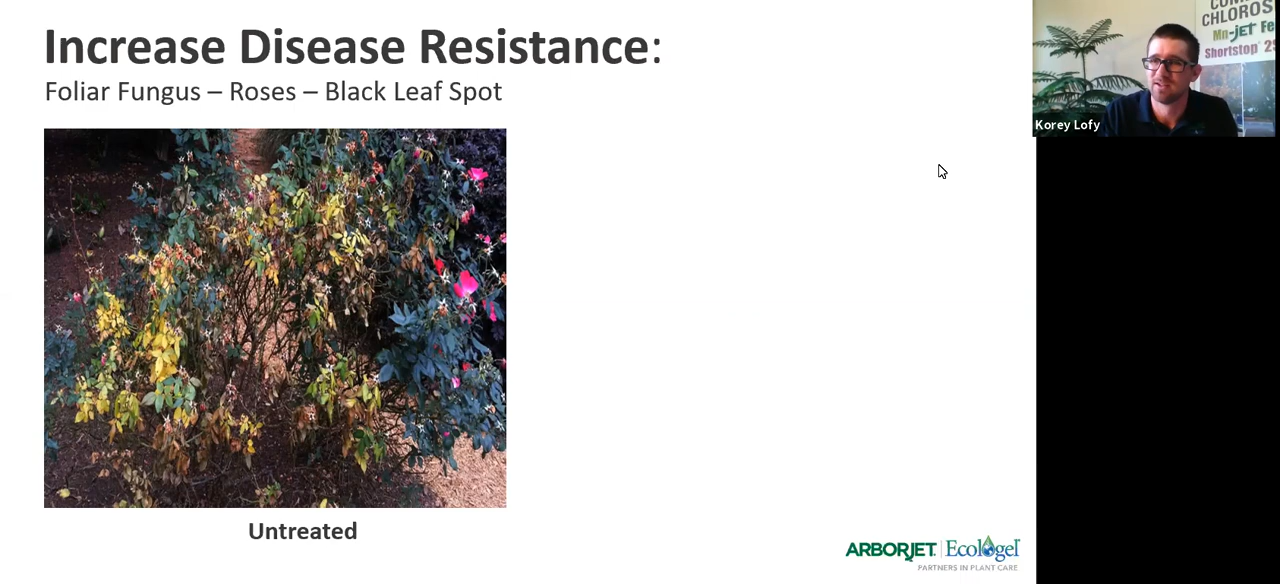 Increase Disease Resistance:
Foliar Fungus – Roses – Black Leaf Spot
CHLOROS
Mn-jET Fe
Shortstop 2S
Korey Lofy
Untreated
ARBORJET | Ecologel
PARTNERS IN PLANT CARE